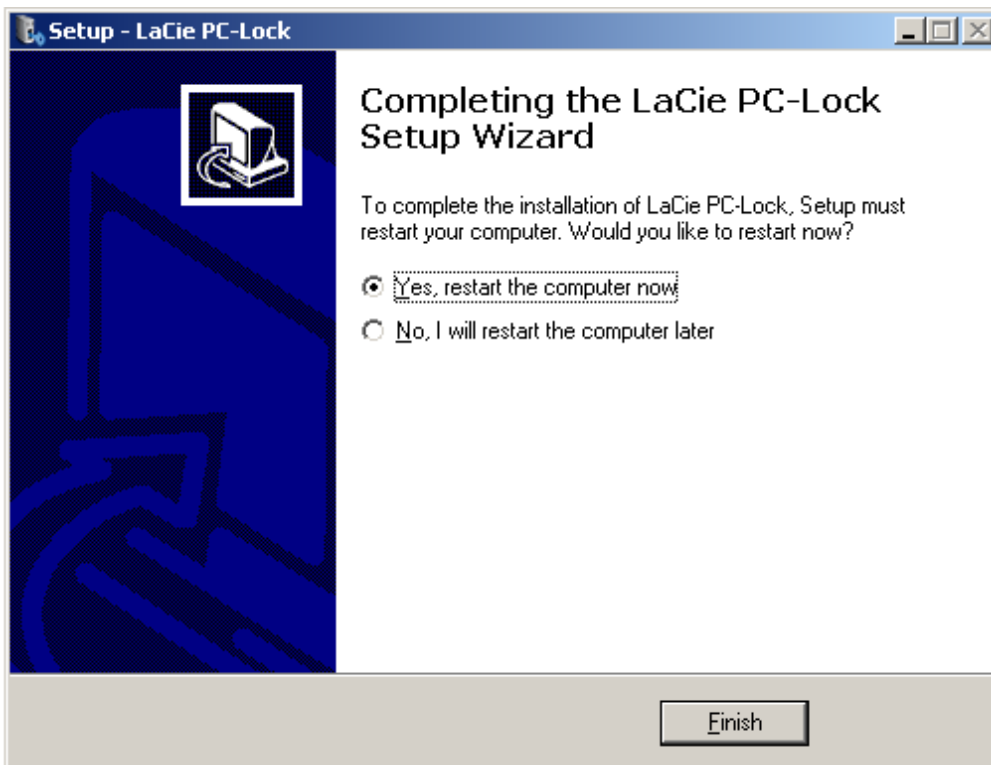 Setup - LaCie PC-Lock
Completing the LaCie PC-Lock
Setup Wizard
To complete the installation of LaCie PC-Lock, Setup must
restart your computer. Would you like to restart now?
Yes, restart the computer now
No, I will restart the computer later
Finish